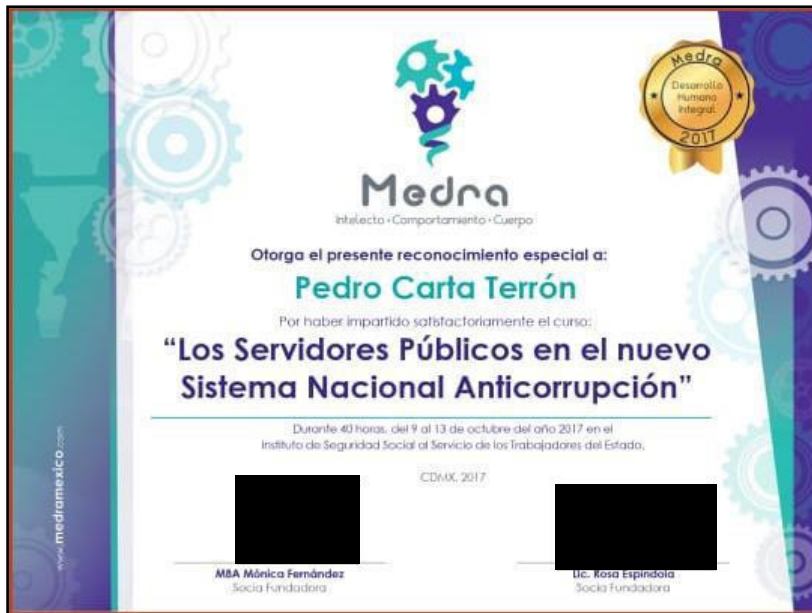 Medra
Intelecto • Comportamiento • Cuerpo
Medra
Desarrollo
Humano
Integral
2017
Otorga el presente reconocimiento especial a:
Pedro Carta Terrón
Por haber impartido satisfactoriamente el curso:
“Los Servidores Públicos en el nuevo
Sistema Nacional Anticorrupción”
Durante 40 horas, del 9 al 13 de octubre del año 2017 en el
Instituto de Seguridad Social al Servicio de los Trabajadores del Estado.
CDMX, 2017
www.medramexico.com
MBA Mónica Fernández
Socia Fundadora
Lic. Rosa Espindola
Socia Fundadora